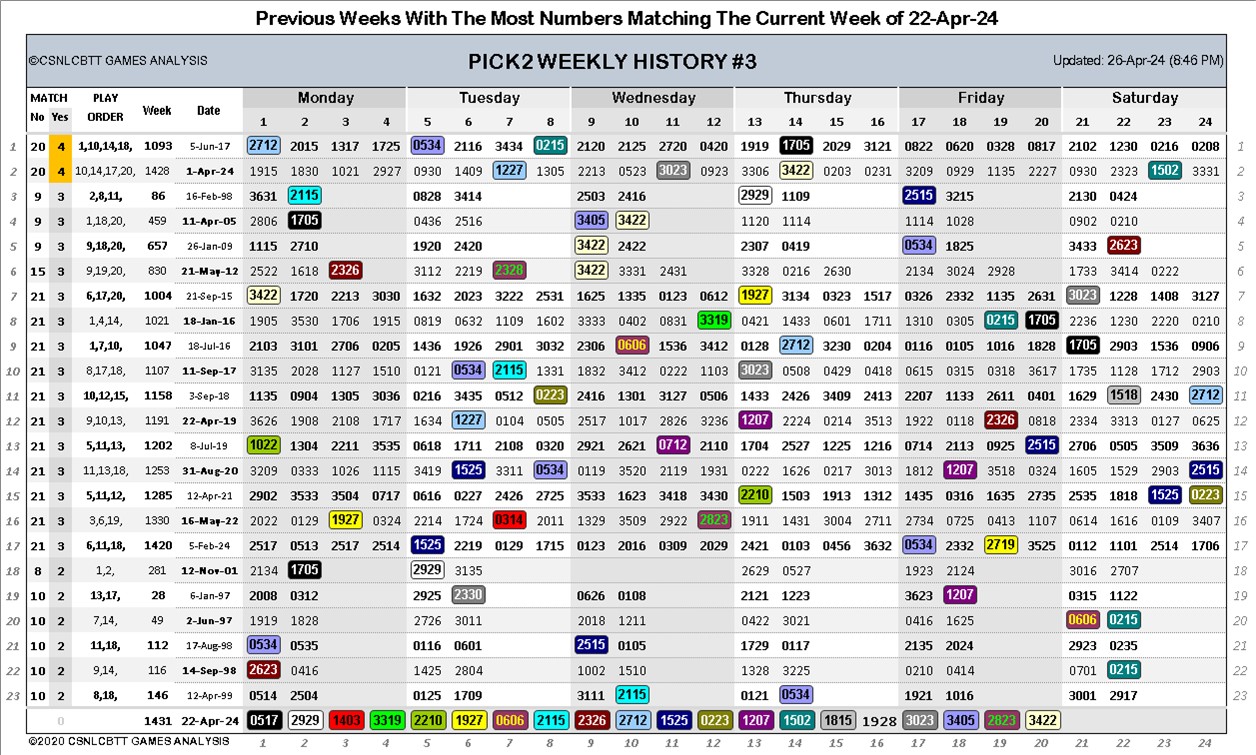 Previous Weeks With The Most Numbers Matching The Current Week of 22-Apr-24
©CSNLCBTT GAMES ANALYSIS PICK2 WEEKLY HISTORY #3 Updated: 26-Apr-24 (8:46 PM)
MATCH PLAY Week Date Monday Tuesday Wednesday Thursday Friday Saturday
No Yes ORDER 1 2 3 4 5 6 7 8 9 10 11 12 13 14 15 16 17 18 19 20 21 22 23 24
1 20 4 1,10,14,18, 1093 5-Jun-17 2712 2015 1317 1725 0534 2116 3434 0215 2120 2125 2720 0420 1919 1705 2029 3121 0822 0620 0328 0817 2102 1230 0216 0208 1
2 20 4 10,14,17,20, 1428 1-Apr-24 1915 1830 1021 2927 0930 1409 1227 1305 2213 0523 3023 0923 3306 3422 0203 0231 3209 0929 1135 2227 0930 2323 1502 3331 2
3 9 3 2,8,11, 86 16-Feb-98 3631 2115 0828 3414 2503 2416 2929 1109 2515 3215 2130 0424 3
4 9 3 1,18,20, 459 11-Apr-05 2806 1705 0436 2516 3405 3422 1120 1114 1114 1028 0902 0210 4
5 9 3 9,18,20, 657 26-Jan-09 1115 2710 1920 2420 3422 2422 2307 0419 0534 1825 3433 2623 5
6 15 3 9,19,20, 830 21-May-12 2522 1618 2326 3112 2219 2328 3422 3331 2431 3328 0216 2630 2134 3024 2928 1733 3414 0222 6
7 21 3 6,17,20, 1004 21-Sep-15 3422 1720 2213 3030 1632 2023 3222 2531 1625 1335 0123 0612 1927 3134 0323 1517 0326 2332 1135 2631 3023 1228 1408 3127 7
8 21 3 1,4,14, 1021 18-Jan-16 1905 3530 1706 1915 0819 0632 1109 1602 3333 0402 0831 3319 0421 1433 0601 1711 1310 0305 0215 1705 2236 1230 2220 0210 8
9 21 3 1,7,10, 1047 18-Jul-16 2103 3101 2706 0205 1436 1926 2901 3032 2306 0606 1536 3412 0128 2712 3230 0204 0116 0105 1016 1828 1705 2903 1536 0906 9
10 21 3 8,17,18, 1107 11-Sep-17 3135 2028 1127 1510 0121 0534 2115 1331 1832 3412 0222 1103 3023 0508 0429 0418 0615 0315 0318 3617 1735 1128 1712 2903 10
11 21 3 10,12,15, 1158 3-Sep-18 1135 0904 1305 3036 0216 3435 0512 0223 2416 1301 3127 0506 1433 2426 3409 2413 2207 1133 2611 0401 1629 1518 2430 2712 11
12 21 3 9,10,13, 1191 22-Apr-19 3626 1908 2108 1717 1634 1227 0104 0505 2517 1017 2826 3236 1207 2224 0214 3513 1922 0118 2326 0818 2334 3313 0127 0625 12
13 21 3 5,11,13, 1202 8-Jul-19 1022 1304 2211 3535 0618 1711 2108 0320 2921 2621 0712 2110 1704 2527 1225 1216 0714 2113 0925 2515 2706 0505 3509 3636 13
14 21 3 11,13,18, 1253 31-Aug-20 3209 0333 1026 1115 3419 1525 3311 0534 0119 3520 2119 1931 0222 1626 0217 3013 1812 1207 3518 0324 1605 1529 2903 2515 14
15 21 3 5,11,12, 1285 12-Apr-21 2902 3533 3504 0717 0616 0227 2426 2725 3533 1623 3418 3430 2210 1503 1913 1312 1435 0316 1635 2735 2535 1818 1523 0223 15
16 21 3 3,6,19, 1330 16-May-22 2022 0129 1927 0324 2214 1724 0314 2011 1329 3509 2922 2823 1911 1431 3004 2711 2734 0725 0413 1107 0614 1616 0109 3407 16
17 21 3 6,11,18, 1420 5-Feb-24 2517 0513 2517 4514 1525 2219 0129 1715 0123 2016 0309 2029 2421 0103 0456 3632 0534 2332 2719 3525 0112 1101 2514 1706 17
18 8 2 1,2, 281 12-Nov-01 2134 1705 2929 3135 2629 0527 1923 2124 3016 2707 18
19 10 2 13,17, 28 6-Jan-97 2008 0312 2925 2330 0626 0108 2121 1223 3623 1207 0315 1122 19
20 10 2 7,14, 49 2-Jun-97 1919 1828 2726 3011 2018 1211 0422 3021 0416 1625 0606 0215 20
21 10 2 11,18, 112 17-Aug-98 0534 0535 0116 0601 2515 0105 1729 0117 2135 2024 2923 0235 21
22 10 2 9,14, 116 14-Sep-98 2623 0416 1425 2804 1002 1510 1328 3225 0210 0414 0701 0215 22
23 10 2 8,18, 146 12-Apr-99 0514 2504 0125 1709 3111 2115 0121 0534 1921 1016 3001 2917 23
0 1431 22-Apr-24 0517 2929 1403 3319 2210 1927 0606 2115 2326 2712 1525 0223 1207 1502 1815 1928 3023 3405 2823 3422
©2020 CSNLCBTT GAMES ANALYSIS 1 2 3 4 5 6 7 8 9 10 11 12 13 14 15 16 17 18 19 20 21 22 23 24